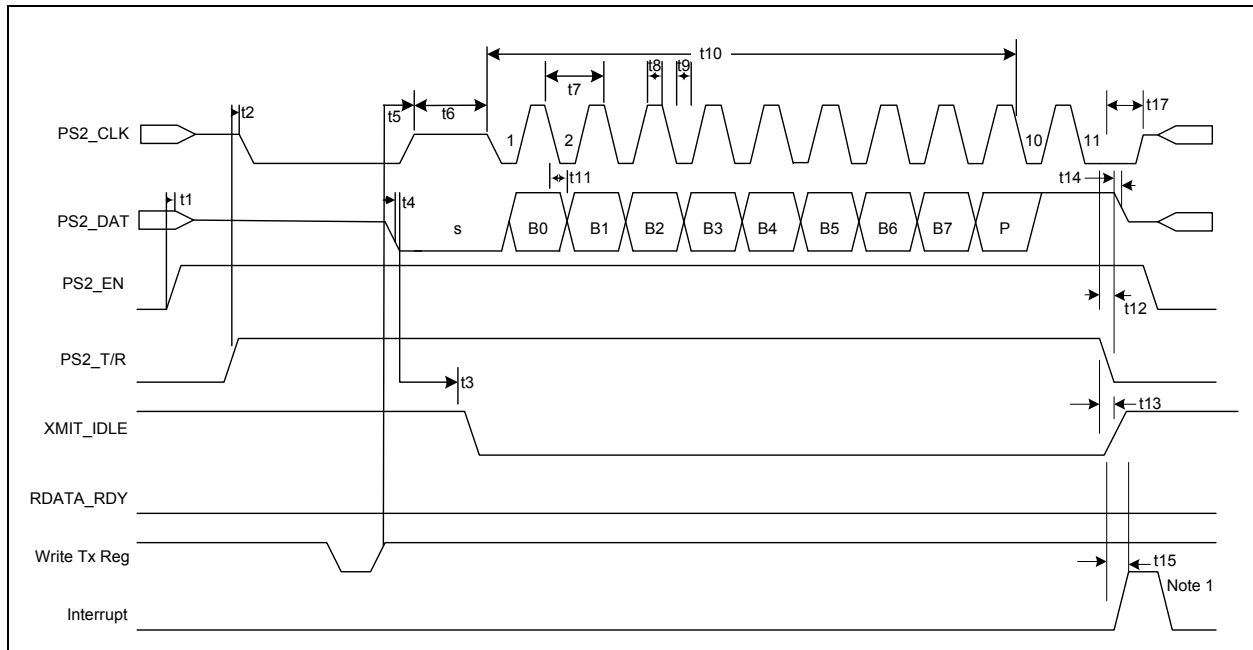 t10
t8 t9
t2 t5 t6 t7 t17
PS2_CLK 1 2 10 11
t11 t14
t1 t4
PS2_DAT s B0 B1 B2 B3 B4 B5 B6 B7 P
PS2_EN
t12
PS2_T/R
t3
t13
XMIT_IDLE
RDATA_RDY
Write Tx Reg
t15
Note 1
Interrupt